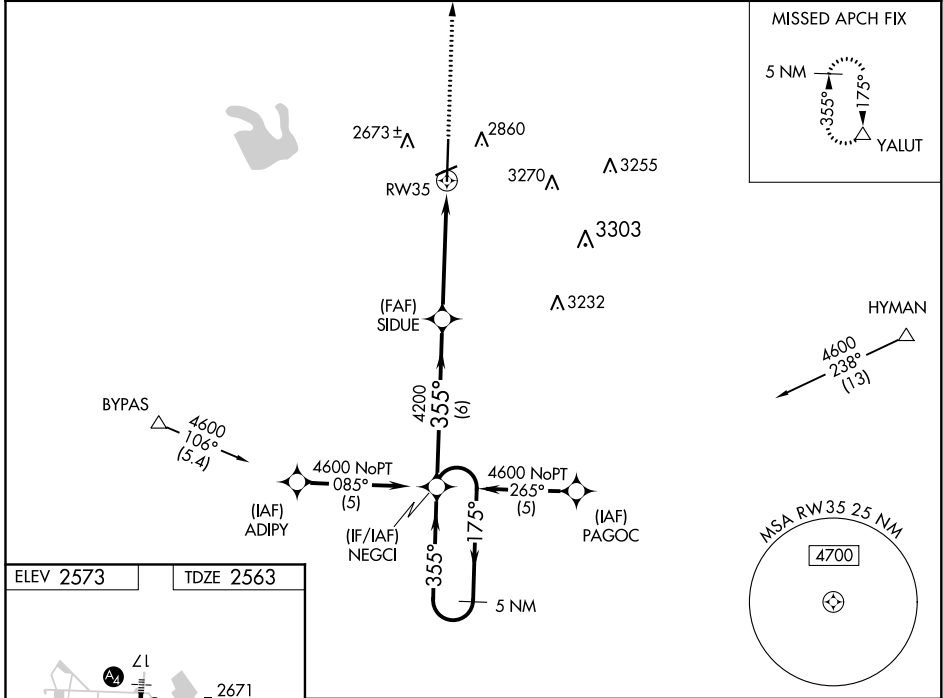 MISSED APCH FIX
5 NM
355°
175°
YALUT
2673 ±
2860
RW35
3270
3255
3303
3232
(FAF)
SIDUE
HYMAN
4600
238°
(13)
4200
355°
(6)
BYPAS
4600
106°
(5.4)
4600 NoPT
085°
(5)
4600 NoPT
265°
(5)
(IAF)
ADIPY
(IF/IAF)
NEGCI
(IAF)
PAGOC
355°
175°
5 NM
MSA RW35 25 NM
4700
ELEV 2573
TDZE 2563
A4
17
2671